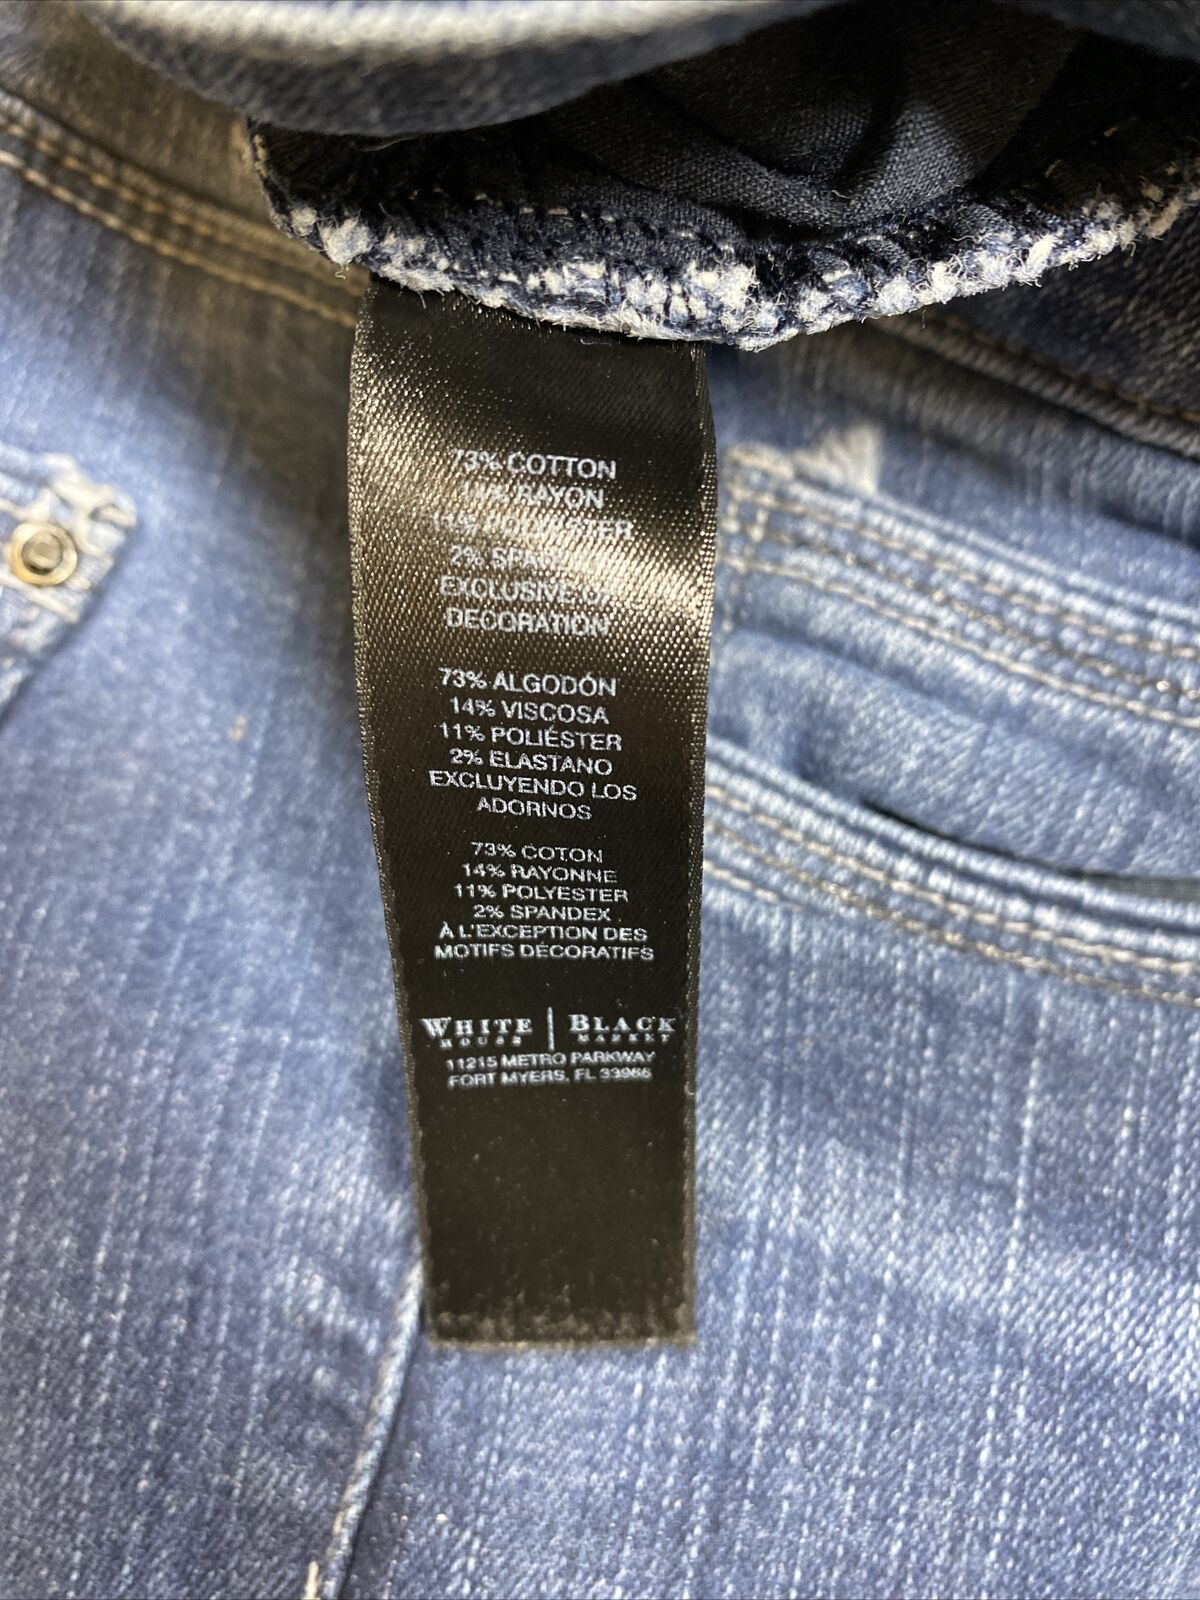 73% COTTON
14% RAYON
11% POLYESTER
2% SPANDEX
EXCLUSIVE OF
DECORATION
73% ALGODÓN
14% VISCOSA
11% POLIÉSTER
2% ELASTANO
EXCLUYENDO LOS
ADORNOS
73% COTON
14% RAYONNE
11% POLYESTER
2% SPANDEX
À L'EXCEPTION DES
MOTIFS DÉCORATIFS
WHITE | BLACK
HOUSE MARKET
11215 METRO PARKWAY
FORT MYERS, FL 33966